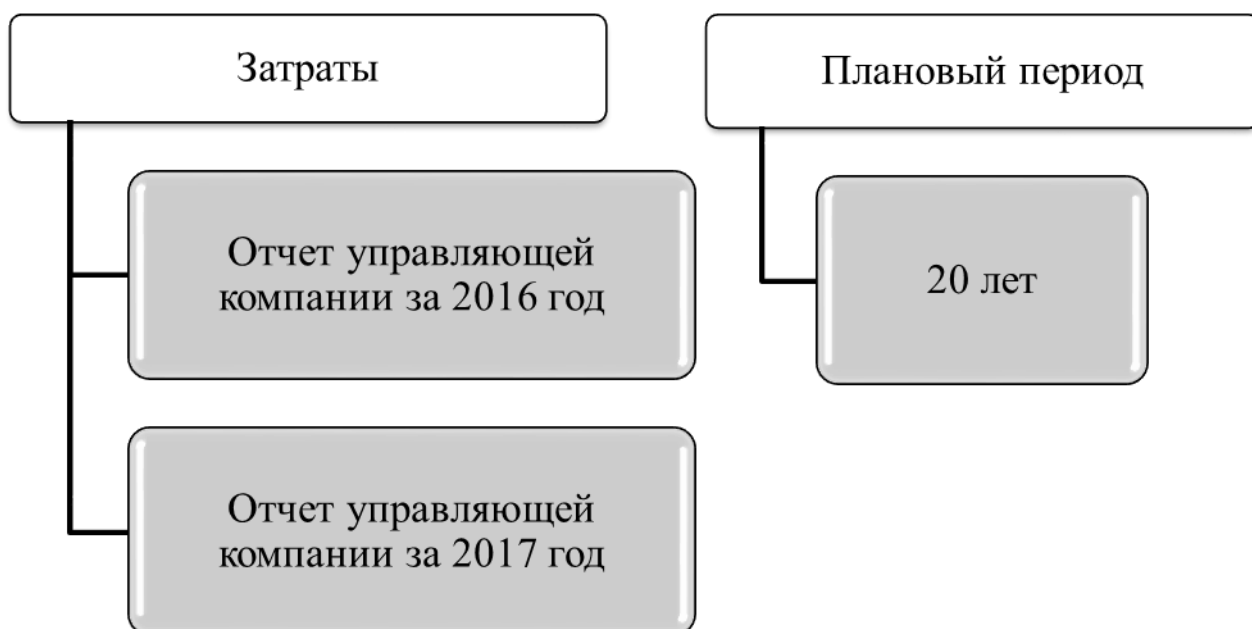 Затраты
Отчет управляющей
компании за 2016 год
Отчет управляющей
компании за 2017 год
Плановый период
20 лет